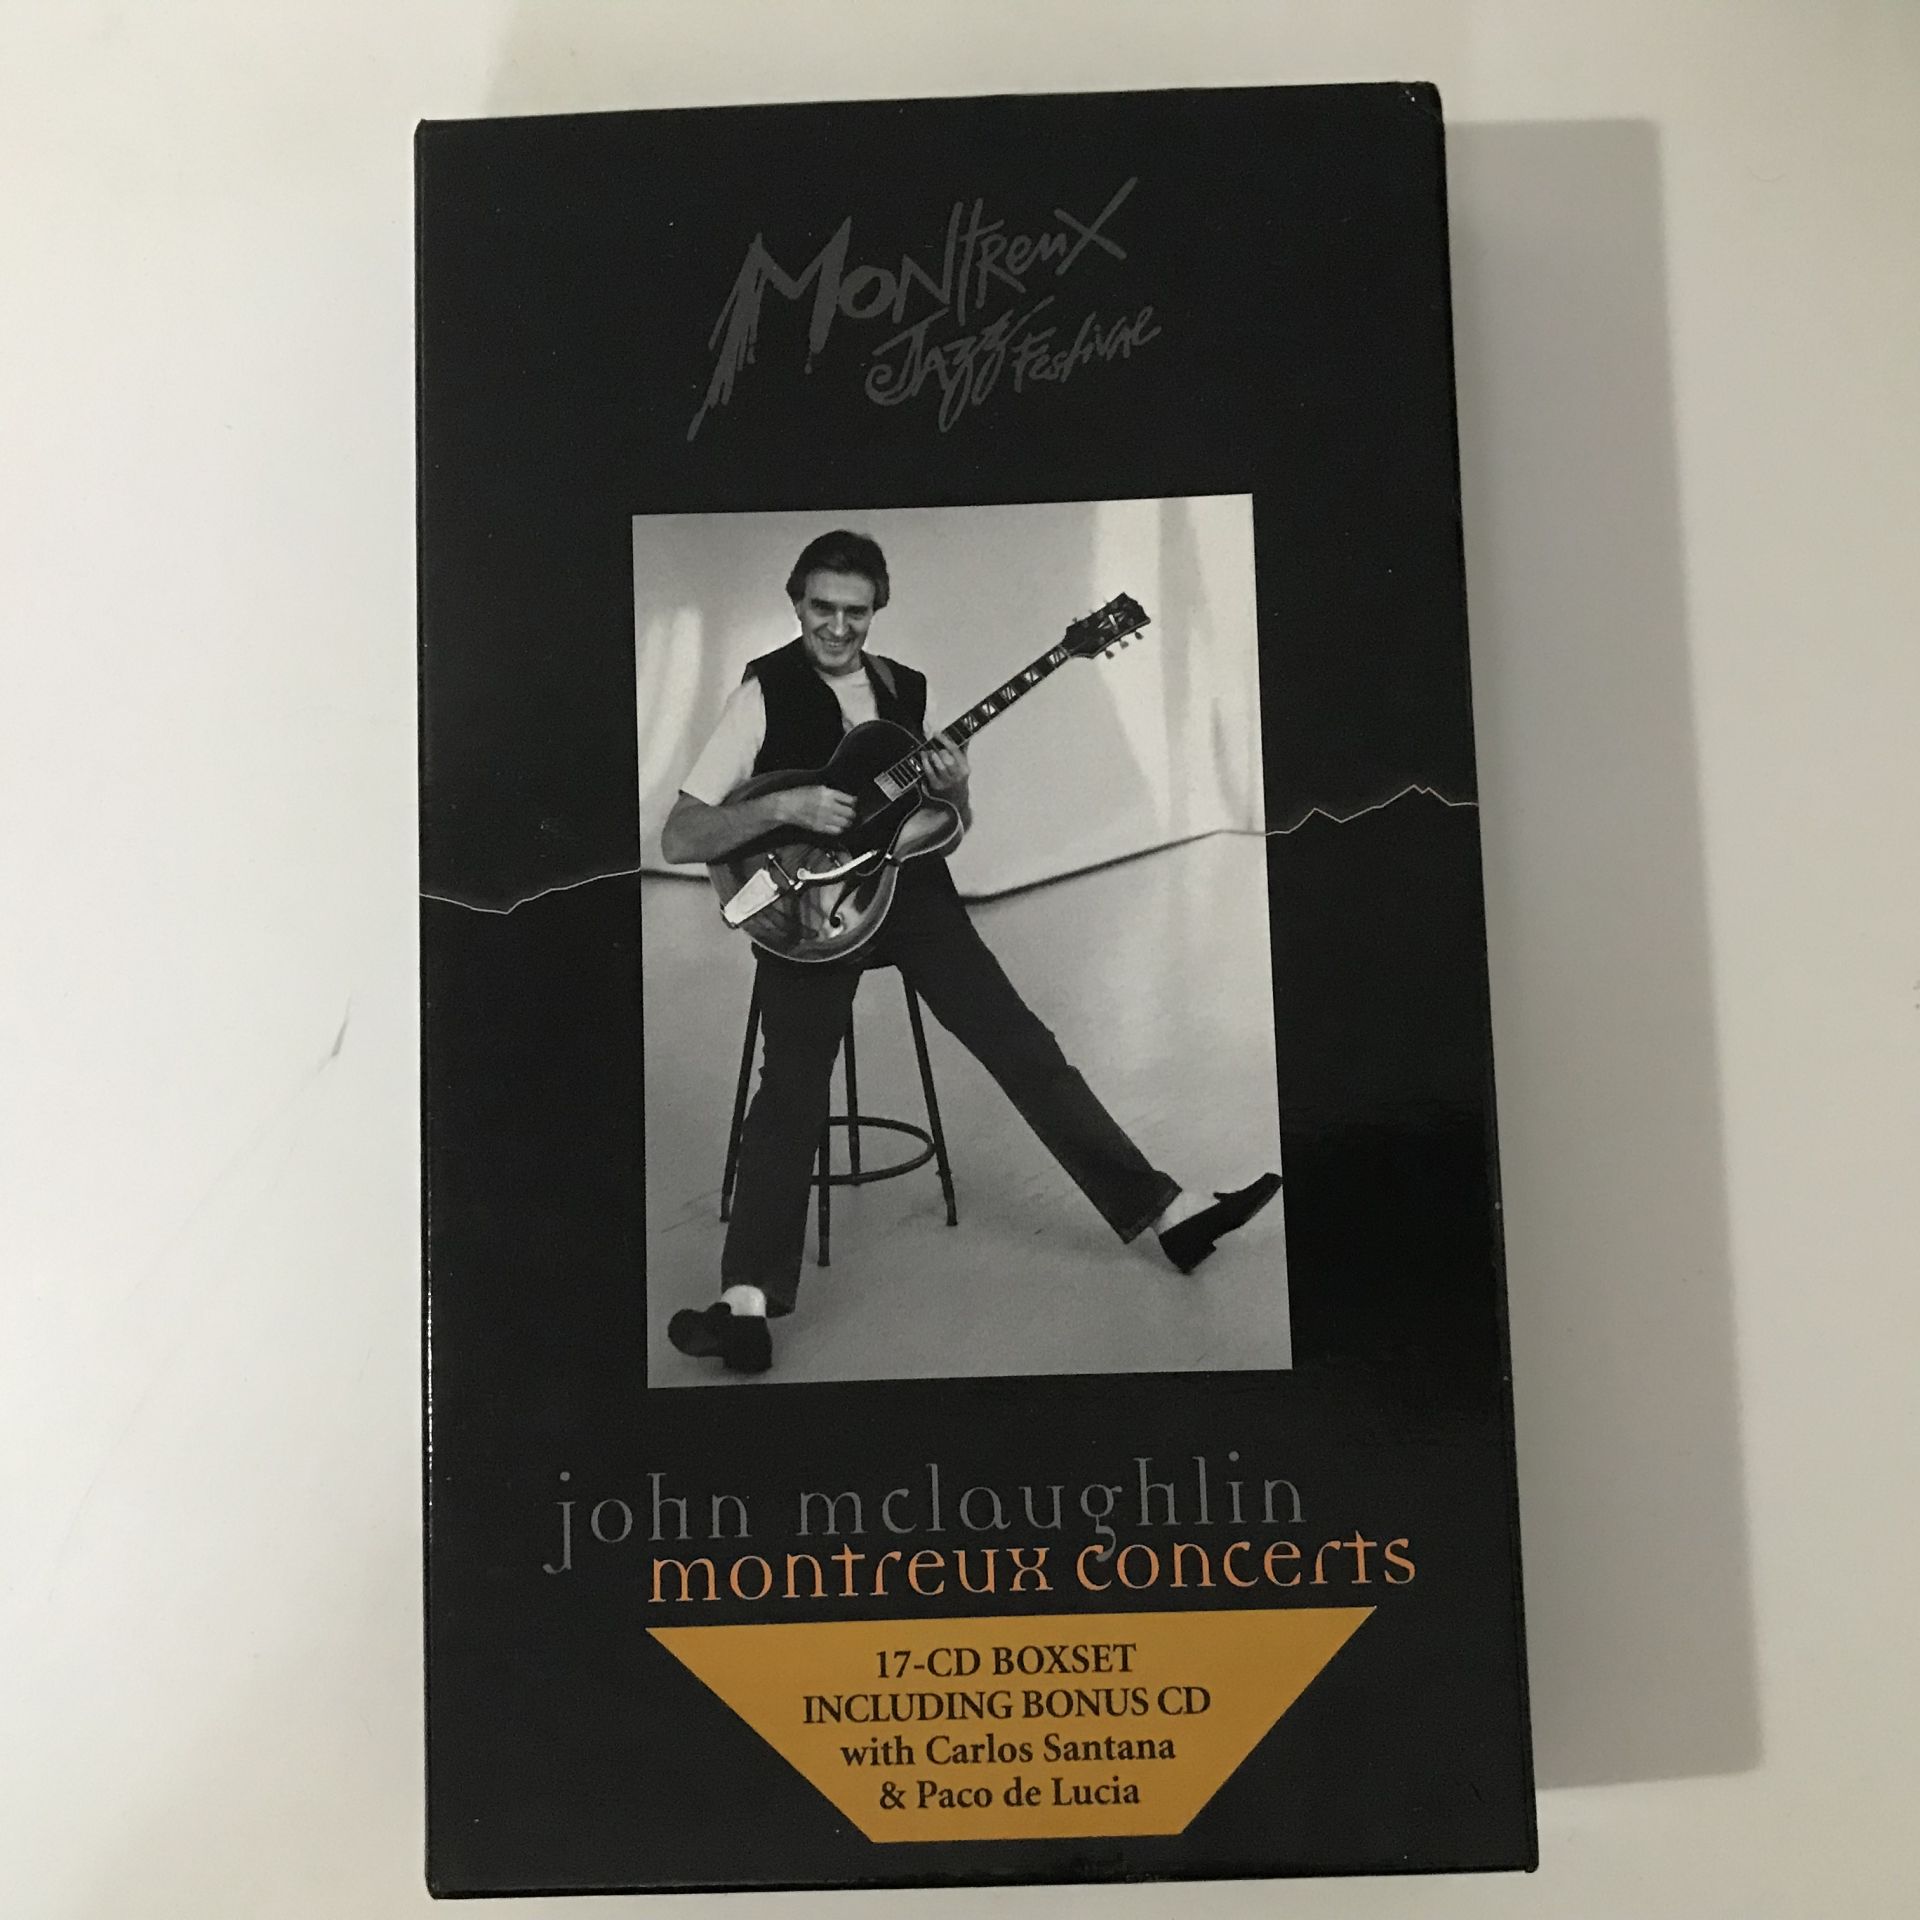 Montreux
Jazz Festival
john mclaughlin
montreux concerts
17-CD BOXSET
INCLUDING BONUS CD
with Carlos Santana
& Paco de Lucia